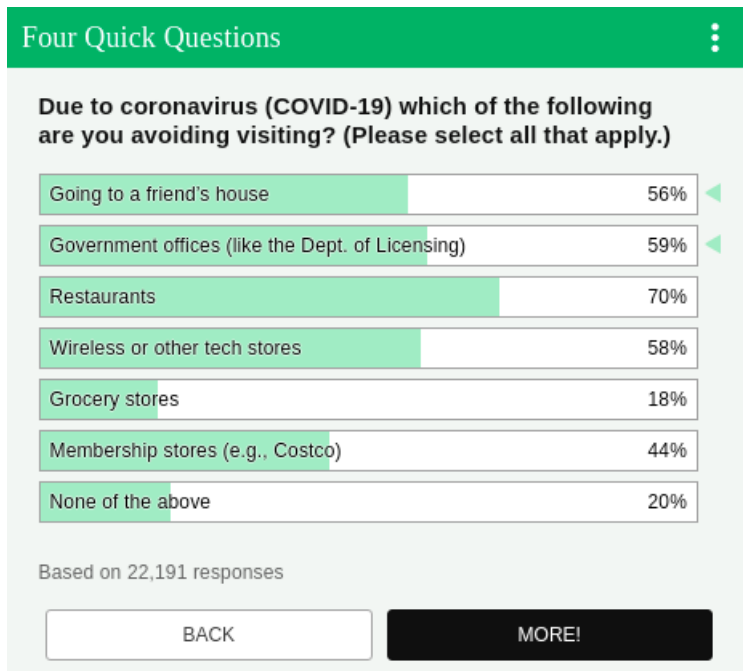 Four Quick Questions
Due to coronavirus (COVID-19) which of the following
are you avoiding visiting? (Please select all that apply.)
Going to a friend’s house 56%
Government offices (like the Dept. of Licensing) 59%
Restaurants 70%
Wireless or other tech stores 58%
Grocery stores 18%
Membership stores (e.g., Costco) 44%
None of the above 20%
Based on 22,191 responses
BACK MORE!